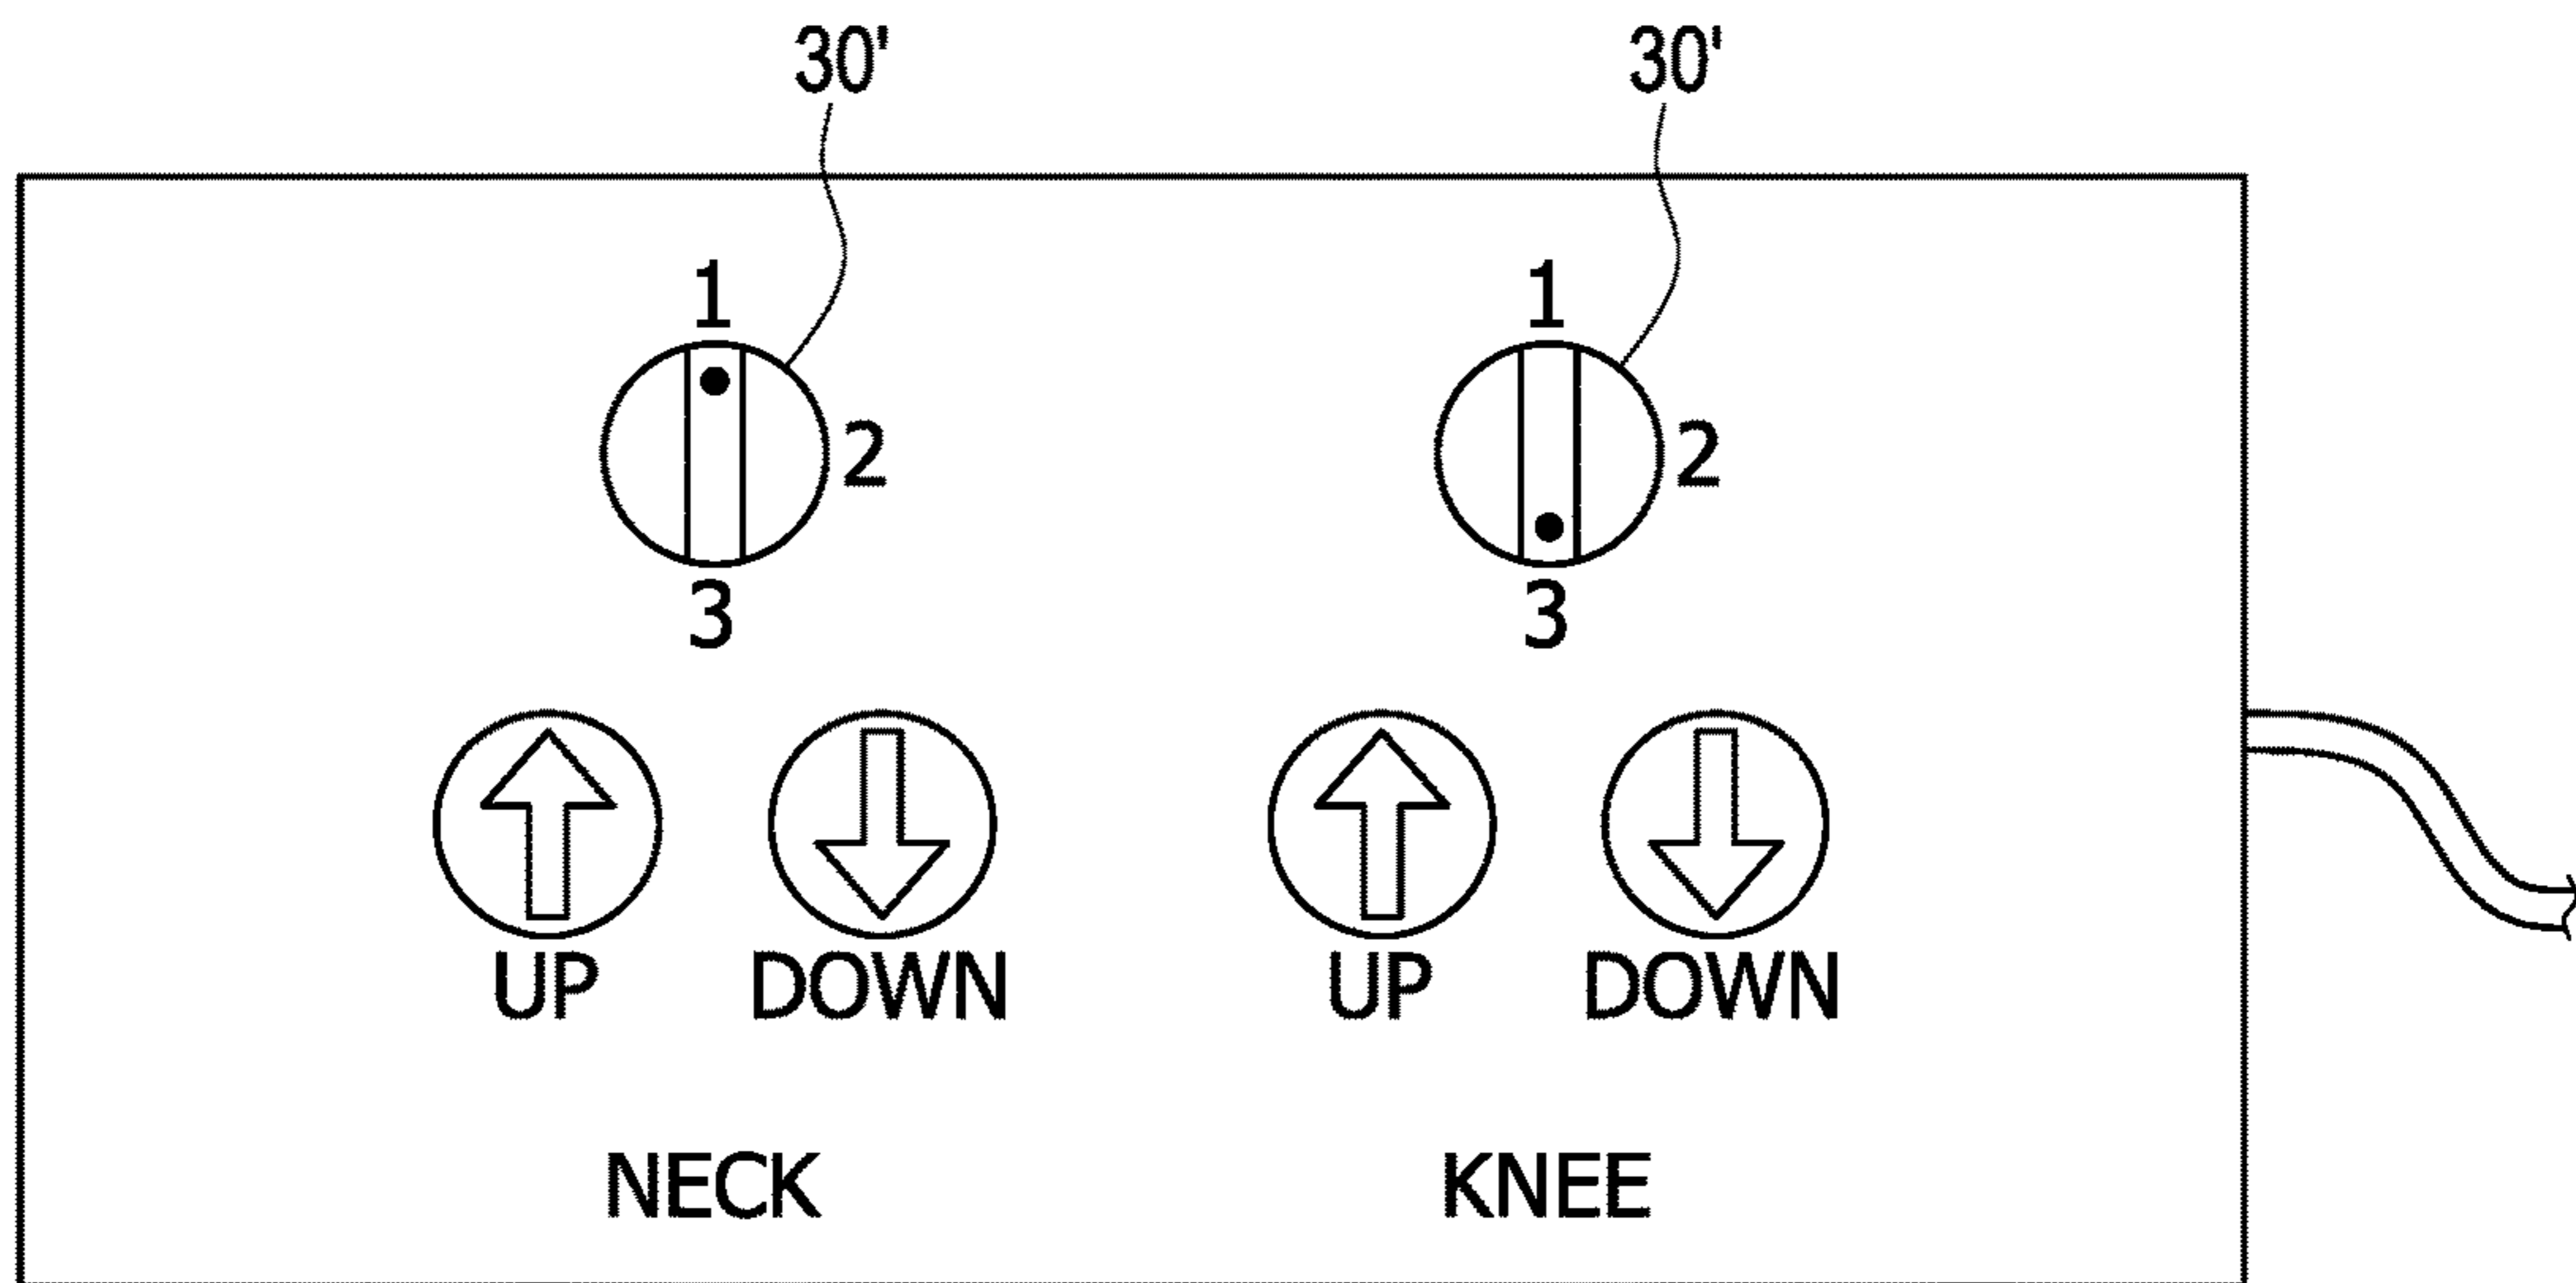 30' 30'
1 1
2 2
3 3
UP DOWN UP DOWN
NECK KNEE